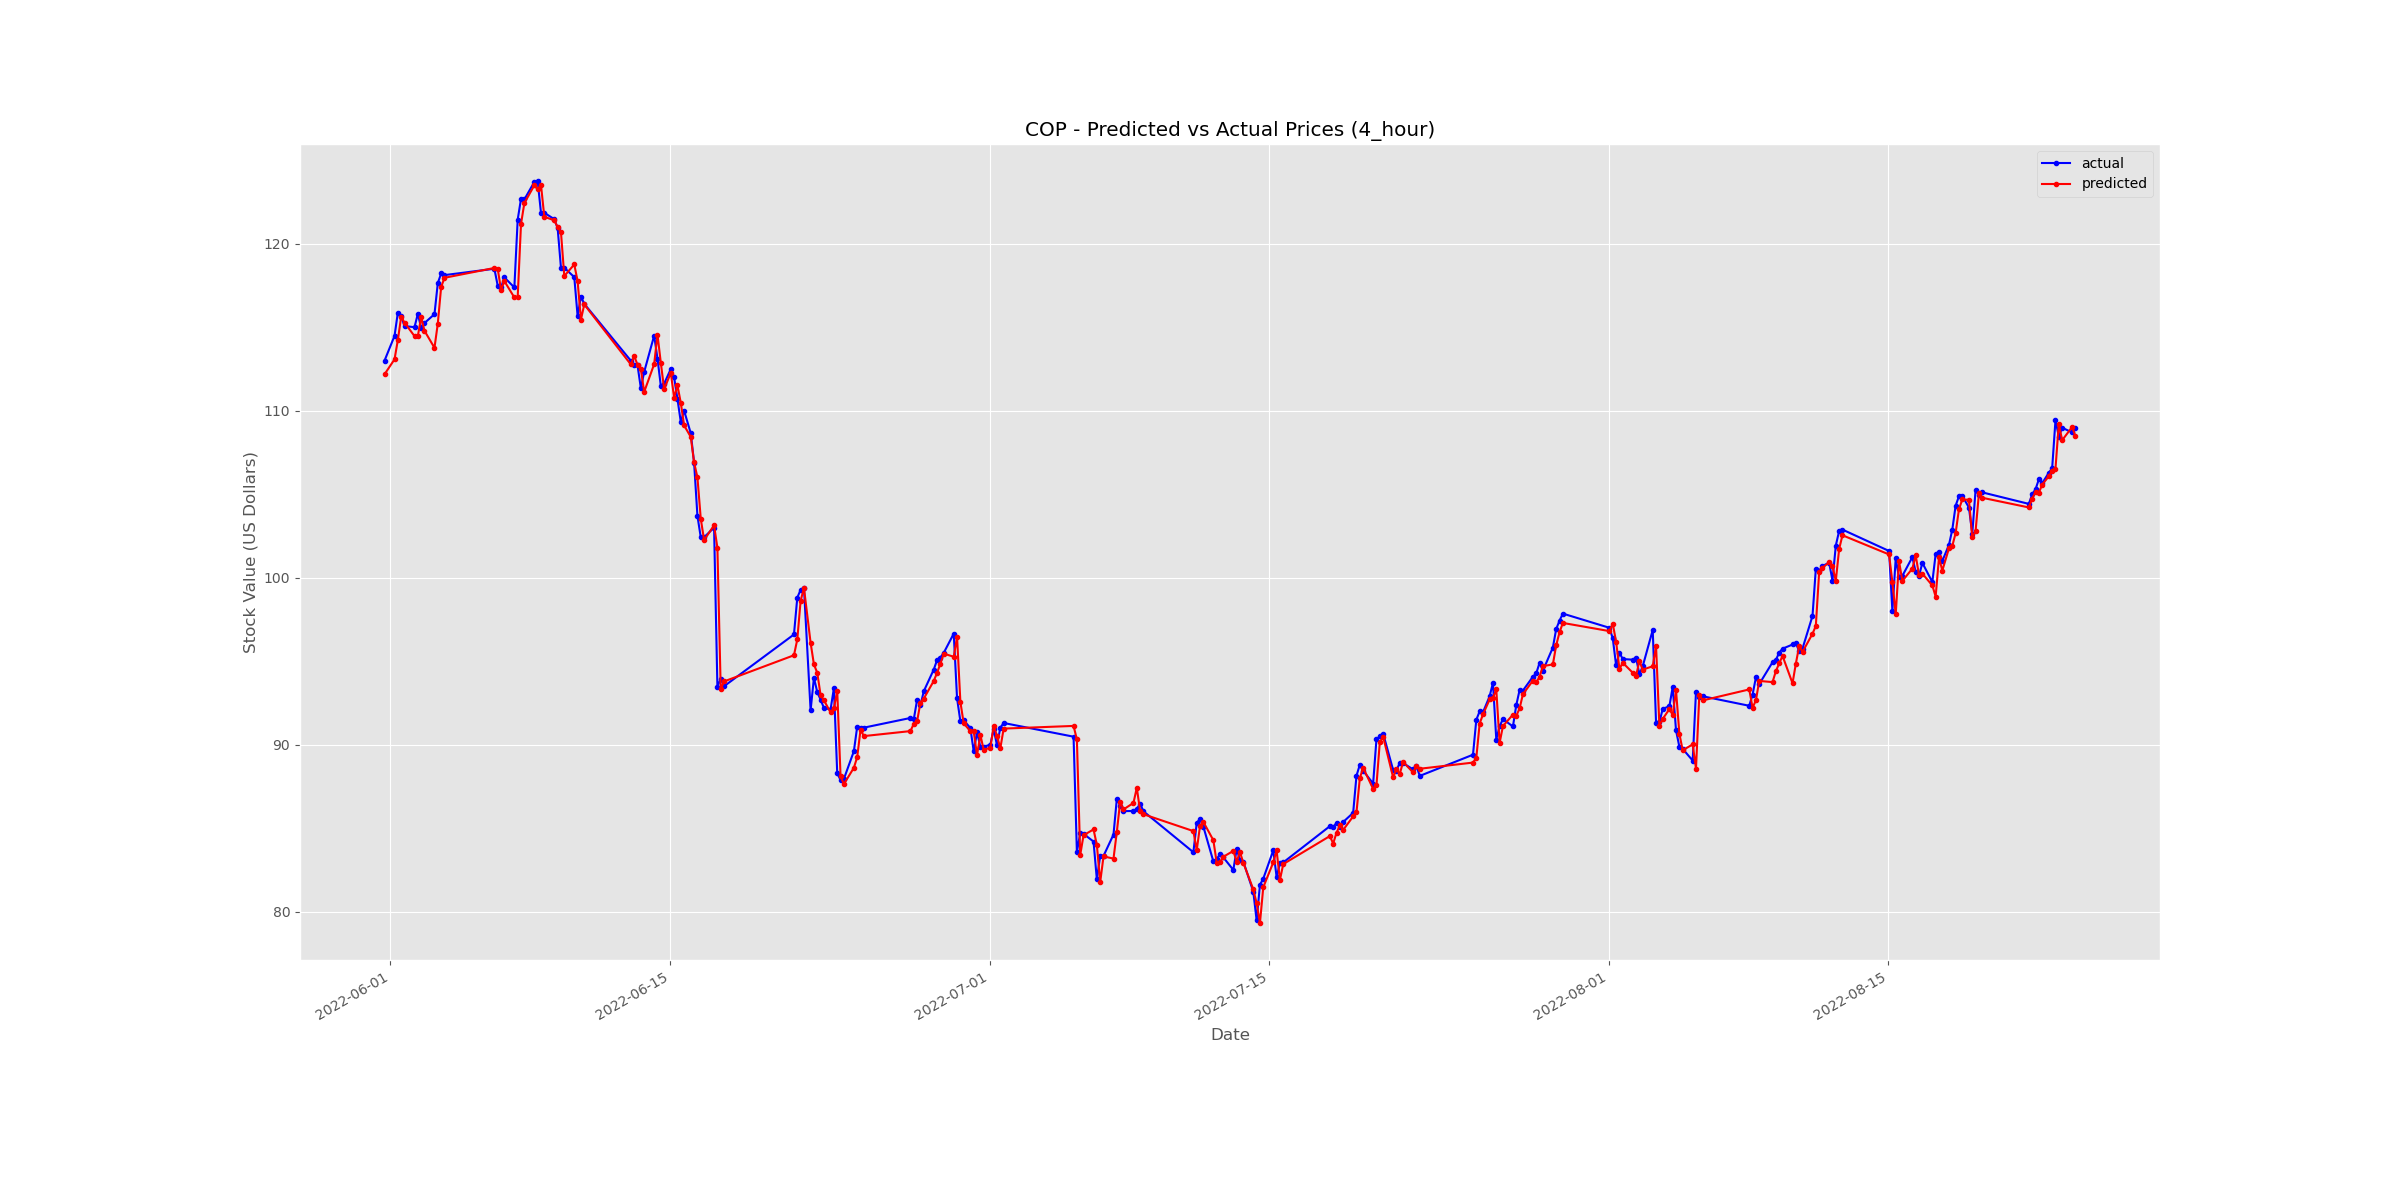 COP - Predicted vs Actual Prices (4_hour)
actual
predicted
Stock Value (US Dollars)
120
110
100
90
80
2022-06-01
2022-06-15
2022-07-01
2022-07-15
2022-08-01
2022-08-15
Date